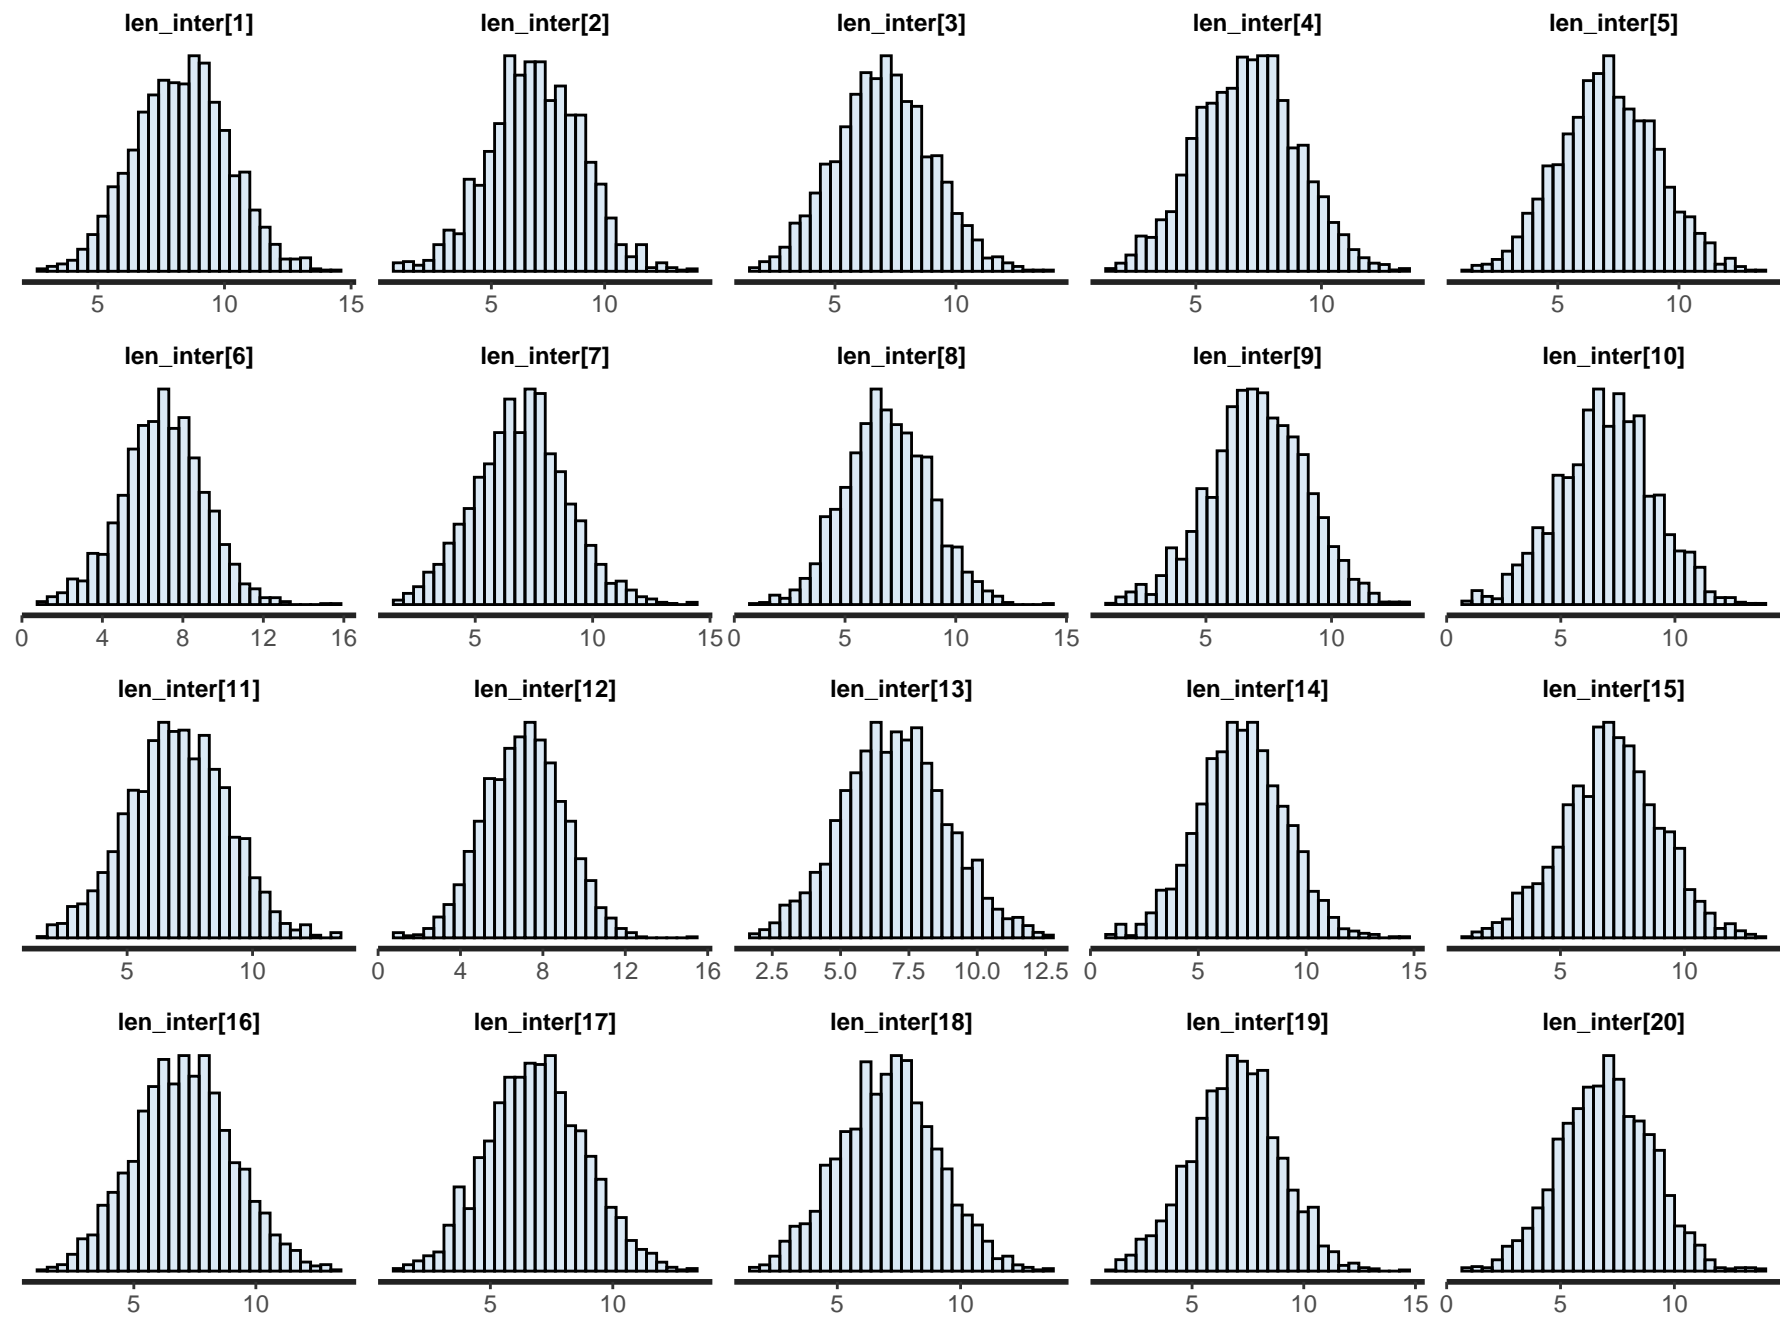 len_inter[1] len_inter[2] len_inter[3] len_inter[4] len_inter[5]
5 10 15 5 10 5 10 5 10 5 10
len_inter[6] len_inter[7] len_inter[8] len_inter[9] len_inter[10]
0 4 8 12 16 5 10 15 0 5 10 15 5 10 0 5 10
len_inter[11] len_inter[12] len_inter[13] len_inter[14] len_inter[15]
5 10 0 4 8 12 16 2.5 5.0 7.5 10.0 12.5 0 5 10 15 5 10
len_inter[16] len_inter[17] len_inter[18] len_inter[19] len_inter[20]
5 10 5 10 5 10 5 10 15 0 5 10